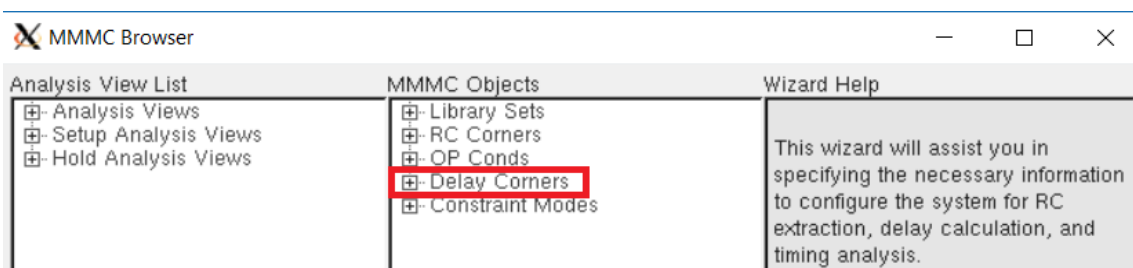 MMMC Browser
Analysis View List
Analysis Views
Setup Analysis Views
Hold Analysis Views
MMMC Objects
Library Sets
RC Corners
OP Conds
Delay Corners
Constraint Modes
Wizard Help
This wizard will assist you in
specifying the necessary information
to configure the system for RC
extraction, delay calculation, and
timing analysis.